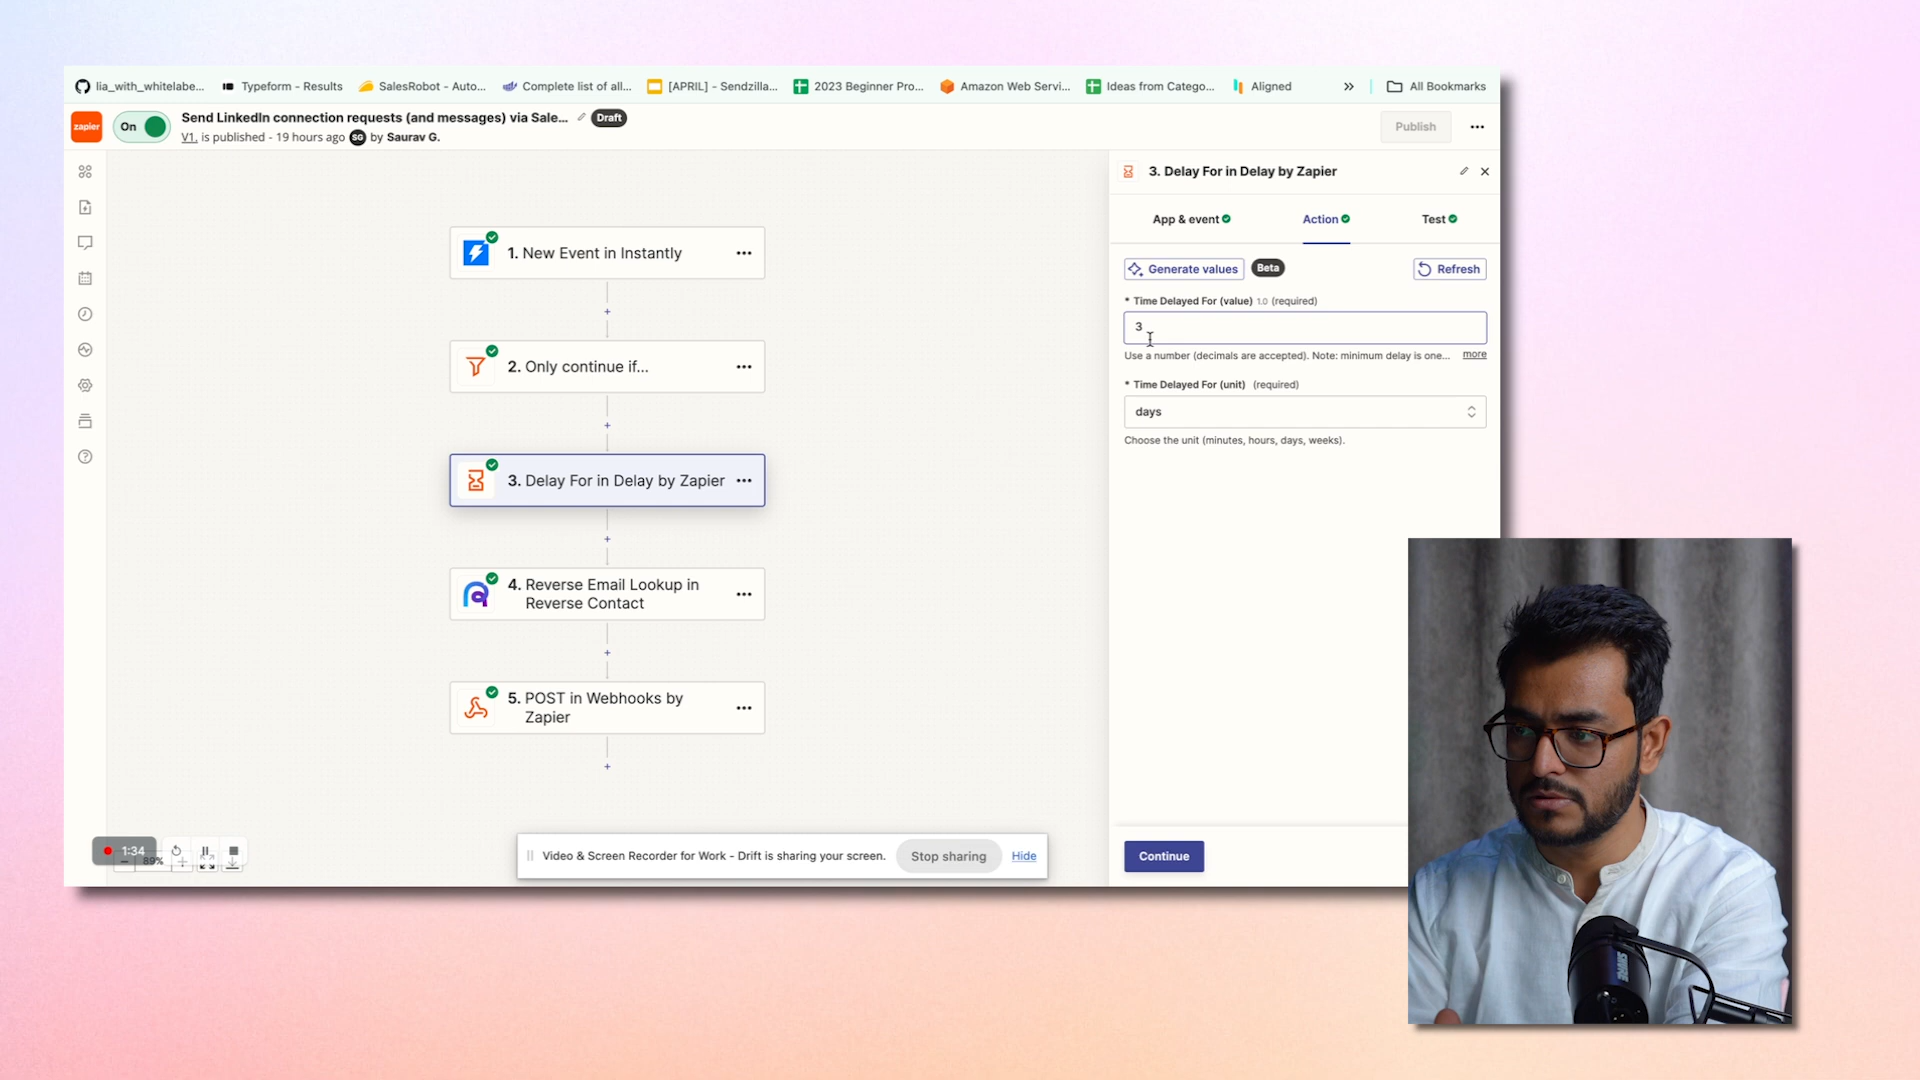 lia_with_whitelabe...
Typeform - Results
SalesRobot - Auto...
Complete list of all...
[APRIL] - Sendzilla...
2023 Beginner Pro...
Amazon Web Servi...
Ideas from Catego...
Aligned
All Bookmarks
zapier
On
Send LinkedIn connection requests (and messages) via Sale...
Draft
V1. is published - 19 hours ago SG by Saurav G.
Publish
3. Delay For in Delay by Zapier
App & event
Action
Test
Generate values
Beta
Refresh
* Time Delayed For (value) 1.0 (required)
3
Use a number (decimals are accepted). Note: minimum delay is one...
more
* Time Delayed For (unit) (required)
days
Choose the unit (minutes, hours, days, weeks).
1. New Event in Instantly
2. Only continue if...
3. Delay For in Delay by Zapier
4. Reverse Email Lookup in
Reverse Contact
5. POST in Webhooks by
Zapier
1:34
89%
Video & Screen Recorder for Work - Drift is sharing your screen.
Stop sharing
Hide
Continue
SHURE